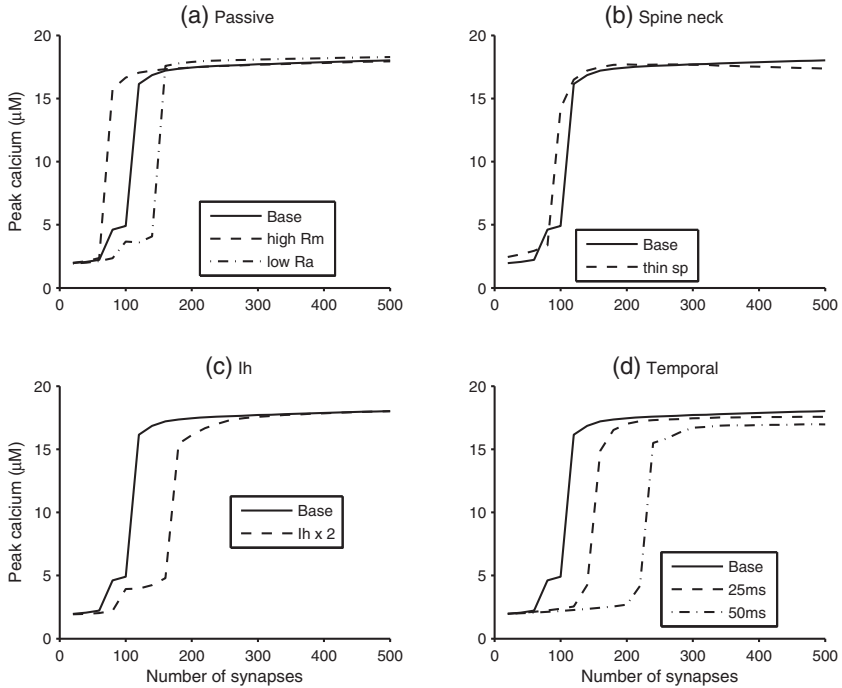 (a) Passive
20
15
10
5
0
0 100 200 300 400 500
Peak calcium (μM)
Base
high Rm
low Ra
(b) Spine neck
20
15
10
5
0
0 100 200 300 400 500
Base
thin sp
(c) Ih
20
15
10
5
0
0 100 200 300 400 500
Peak calcium (μM)
Number of synapses
Base
Ih x 2
(d) Temporal
20
15
10
5
0
0 100 200 300 400 500
Number of synapses
Base
25ms
50ms